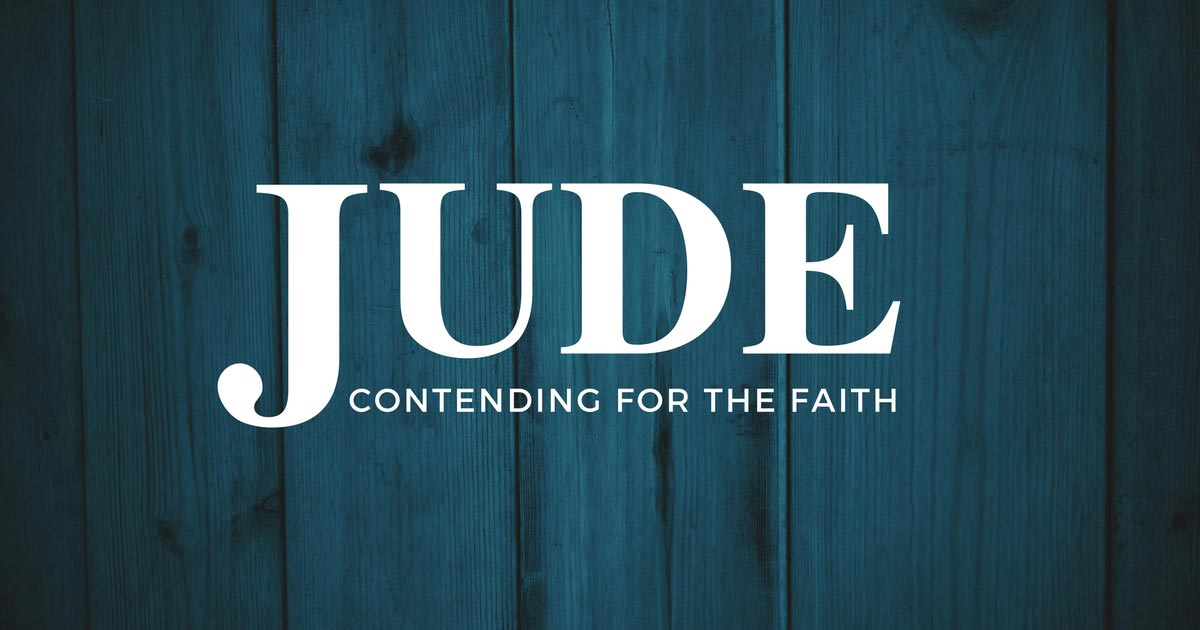 JUDE
CONTENDING FOR THE FAITH